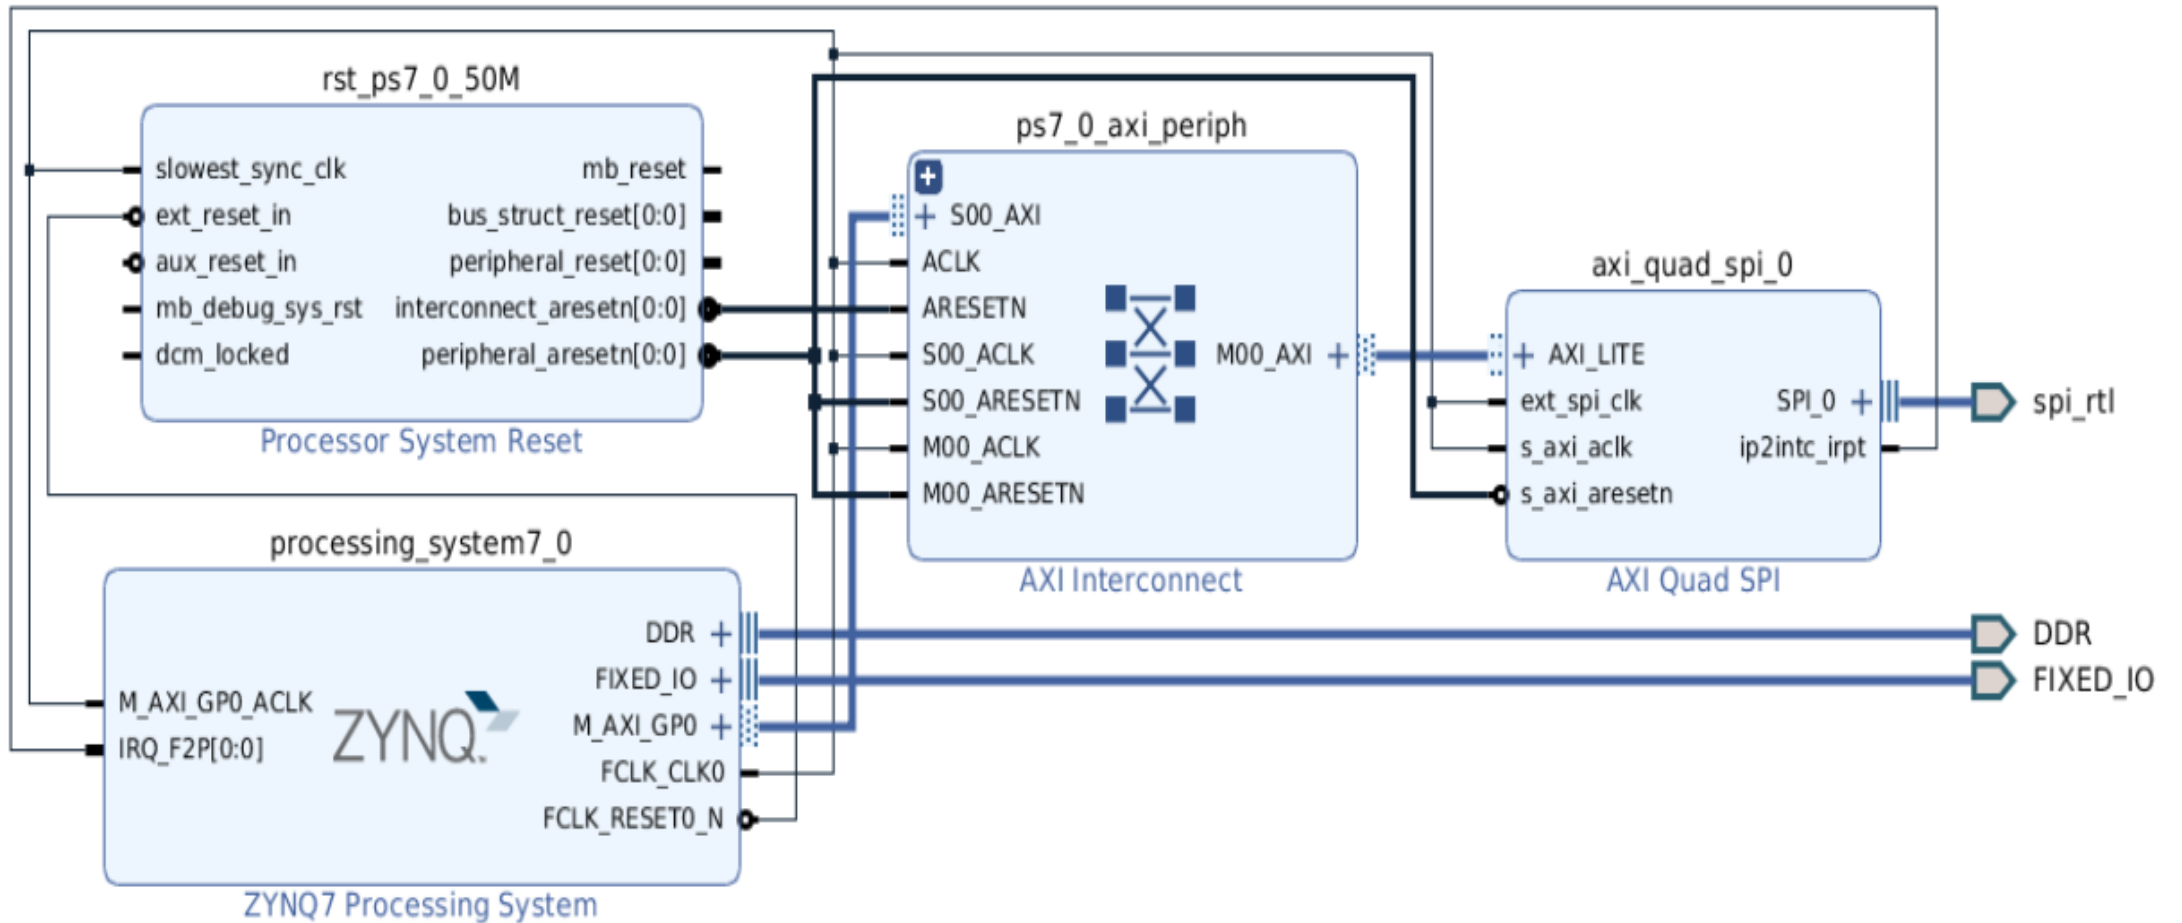 rst_ps7_0_50M
slowest_sync_clk
ext_reset_in
aux_reset_in
mb_debug_sys_rst
dcm_locked
mb_reset
bus_struct_reset[0:0]
peripheral_reset[0:0]
interconnect_aresetn[0:0]
peripheral_aresetn[0:0]
Processor System Reset
ps7_0_axi_periph
S00_AXI
ACLK
ARESETN
S00_ACLK
S00_ARESETN
M00_ACLK
M00_ARESETN
M00_AXI
AXI Interconnect
axi_quad_spi_0
AXI_LITE
ext_spi_clk
s_axi_aclk
s_axi_aresetn
SPI_0
ip2intc_irpt
AXI Quad SPI
spi_rtl
processing_system7_0
M_AXI_GP0_ACLK
IRQ_F2P[0:0]
ZYNQ.
DDR
FIXED_IO
M_AXI_GP0
FCLK_CLK0
FCLK_RESET0_N
ZYNQ7 Processing System
DDR
FIXED_IO